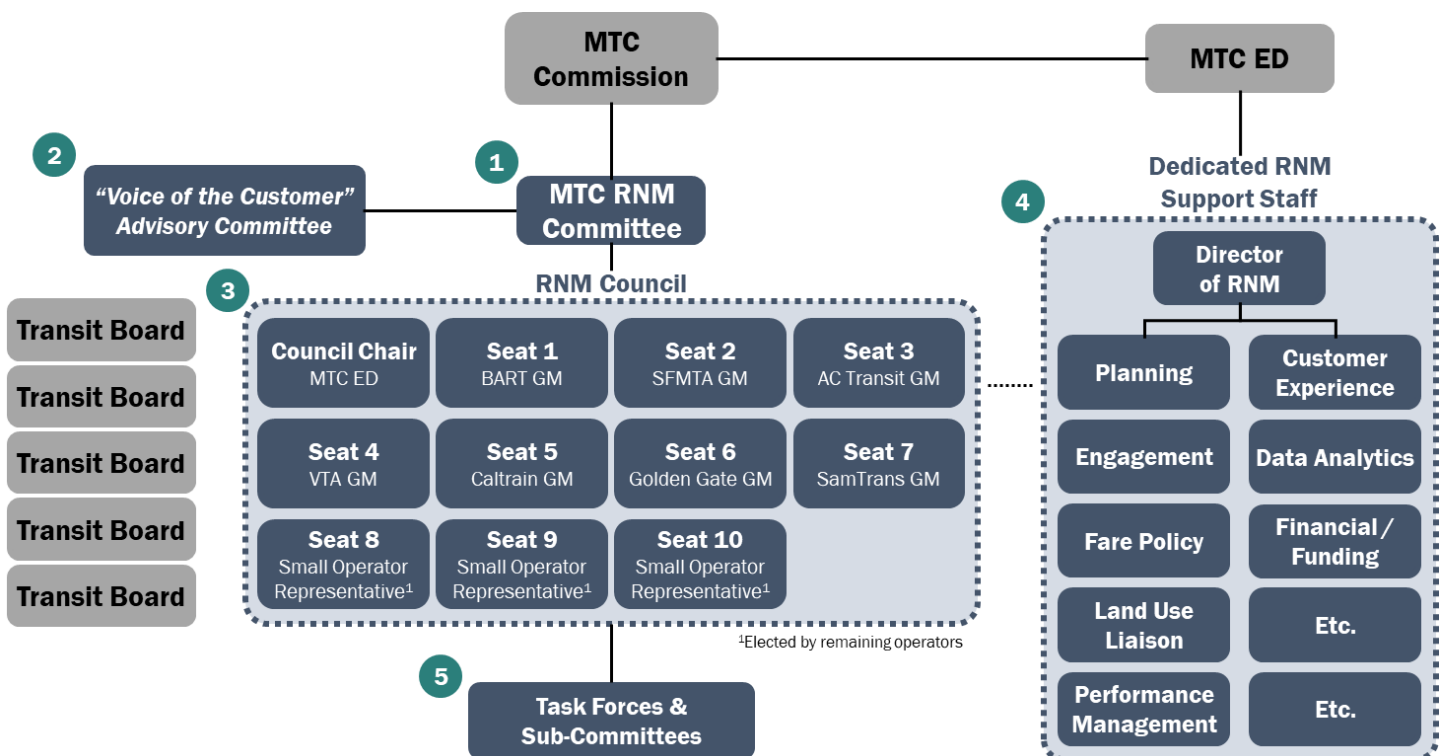 MTC
Commission
MTC ED
2
“Voice of the Customer”
Advisory Committee
1
MTC RNM
Committee
Dedicated RNM
Support Staff
4
Director
of RNM
Planning
Customer
Experience
Engagement
Data Analytics
Fare Policy
Financial /
Funding
Land Use
Liaison
Etc.
Performance
Management
Etc.
3
RNM Council
Transit Board
Transit Board
Transit Board
Transit Board
Transit Board
Council Chair
MTC ED
Seat 1
BART GM
Seat 2
SFMTA GM
Seat 3
AC Transit GM
........
Seat 4
VTA GM
Seat 5
Caltrain GM
Seat 6
Golden Gate GM
Seat 7
SamTrans GM
Seat 8
Small Operator
Representative¹
Seat 9
Small Operator
Representative¹
Seat 10
Small Operator
Representative¹
¹Elected by remaining operators
5
Task Forces &
Sub-Committees